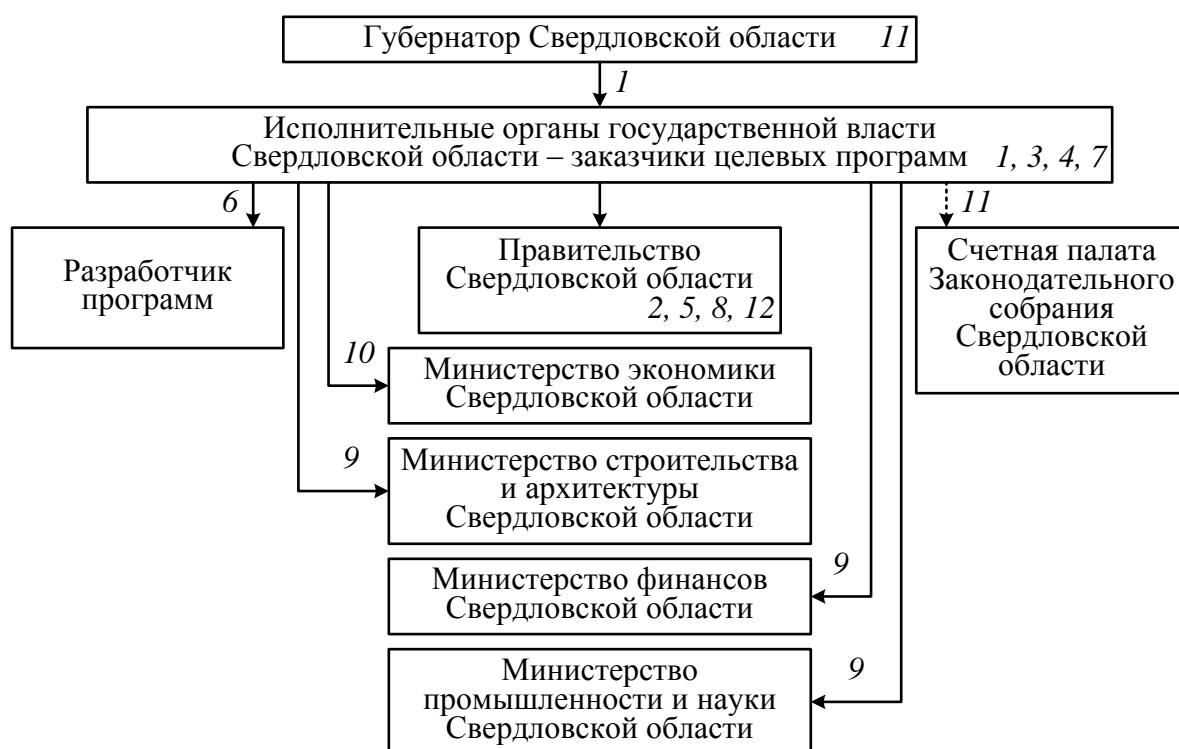 Губернатор Свердловской области 11
1
Исполнительные органы государственной власти
Свердловской области – заказчики целевых программ 1, 3, 4, 7
6
11
Разработчик
программ
Правительство
Свердловской области
2, 5, 8, 12
Счетная палата
Законодательного
собрания
Свердловской
области
10
Министерство экономики
Свердловской области
9
Министерство строительства
и архитектуры
Свердловской области
9
Министерство финансов
Свердловской области
9
Министерство
промышленности и науки
Свердловской области